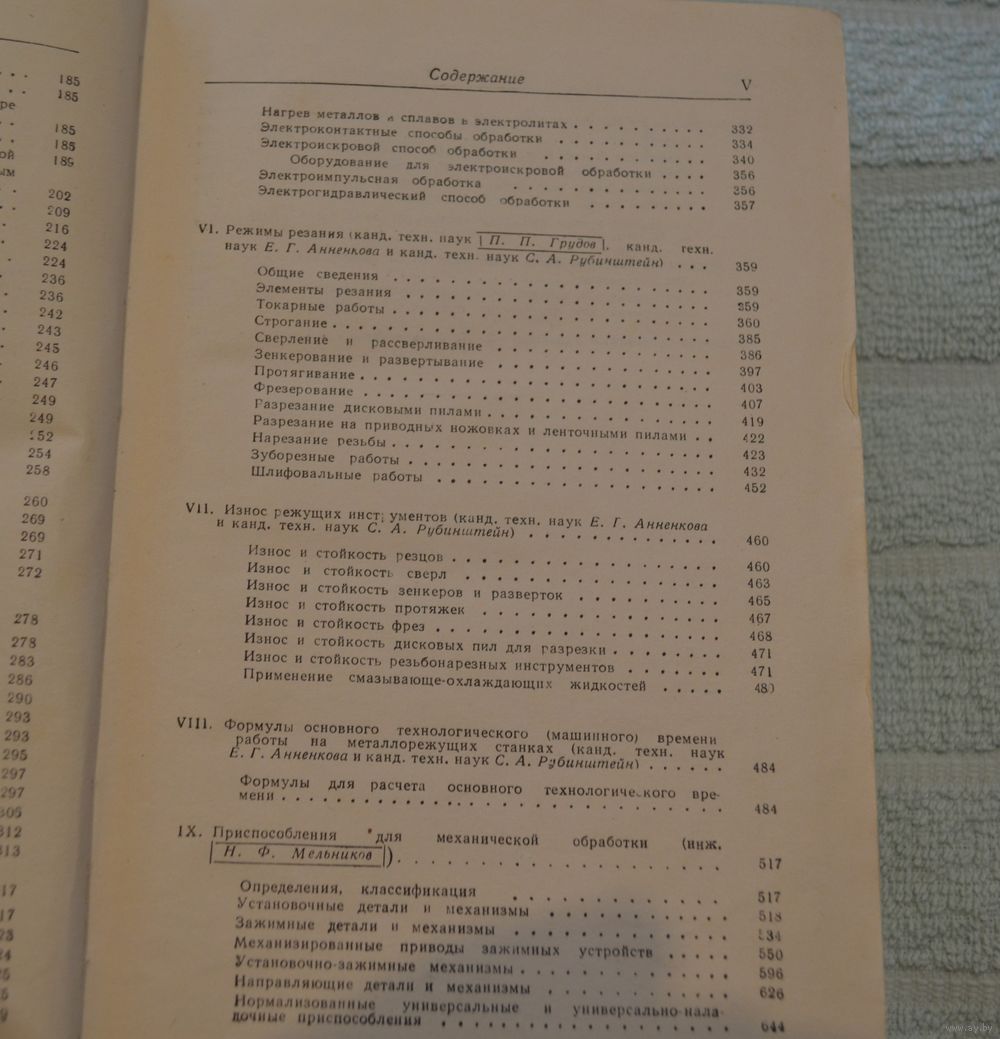 185
185
ре
185
185
ой
189
ым
202
209
216
224
224
236
236
242
243
245
246
247
249
249
252
254
258
260
269
269
271
272
278
278
283
286
290
293
293
295
297
297
305
312
313
17
17
Содержание V
Нагрев металлов и сплавов в электролитах . . . . . . . . . 332
Электроконтактные способы обработки . . . . . . . . . . 334
Электроискровой способ обработки . . . . . . . . . . . 340
Оборудование для электроискровой обработки . . . . 356
Электроимпульсная обработка . . . . . . . . . . . . . 356
Электрогидравлический способ обработки . . . . . . . . . 357
VI. Режимы резания (канд. техн. наук П. П. Грудов), канд. техн.
наук Е. Г. Анненкова и канд. техн. наук С. А. Рубинштейн) . . . 359
Общие сведения . . . . . . . . . . . . . . . . . . . 359
Элементы резания . . . . . . . . . . . . . . . . . . 359
Токарные работы . . . . . . . . . . . . . . . . . . . 360
Строгание . . . . . . . . . . . . . . . . . . . . . . 385
Сверление и рассверливание . . . . . . . . . . . . . . 386
Зенкерование и развертывание . . . . . . . . . . . . . 397
Протягивание . . . . . . . . . . . . . . . . . . . . . 403
Фрезерование . . . . . . . . . . . . . . . . . . . . . 407
Разрезание дисковыми пилами . . . . . . . . . . . . . . 419
Разрезание на приводных ножовках и ленточными пилами . . 422
Нарезание резьбы . . . . . . . . . . . . . . . . . . . 423
Зуборезные работы . . . . . . . . . . . . . . . . . . 432
Шлифовальные работы . . . . . . . . . . . . . . . . . 452
VII. Износ режущих инструментов (канд. техн. наук Е. Г. Анненкова
и канд. техн. наук С. А. Рубинштейн) . . . . . . . . . . . 460
Износ и стойкость резцов . . . . . . . . . . . . . . . . 460
Износ и стойкость сверл . . . . . . . . . . . . . . . . 463
Износ и стойкость зенкеров и разверток . . . . . . . . . 465
Износ и стойкость протяжек . . . . . . . . . . . . . . . 467
Износ и стойкость фрез . . . . . . . . . . . . . . . . . 468
Износ и стойкость дисковых пил для разрезки . . . . . . . 471
Износ и стойкость резьбонарезных инструментов . . . . . . 471
Применение смазывающе-охлаждающих жидкостей . . . . . 480
VIII. Формулы основного технологического (машинного) времени
работы на металлорежущих станках (канд. техн. наук
Е. Г. Анненкова и канд. техн. наук С. А. Рубинштейн) . . . . . . 484
Формулы для расчета основного технологического вре-
мени . . . . . . . . . . . . . . . . . . . . . . . . 484
IX. Приспособления для механической обработки (инж.
Н. Ф. Мельников) . . . . . . . . . . . . . . . . . . . 517
Определения, классификация . . . . . . . . . . . . . . 517
Установочные детали и механизмы . . . . . . . . . . . . 518
Зажимные детали и механизмы . . . . . . . . . . . . . . 534
Механизированные приводы зажимных устройств . . . . . 550
Установочно-зажимные механизмы . . . . . . . . . . . . . 596
Направляющие детали и механизмы . . . . . . . . . . . . 626
Нормализованные универсальные и универсально-нала-
дочные приспособления . . . . . . . . . . . . . . . . . 644
www.ay.by